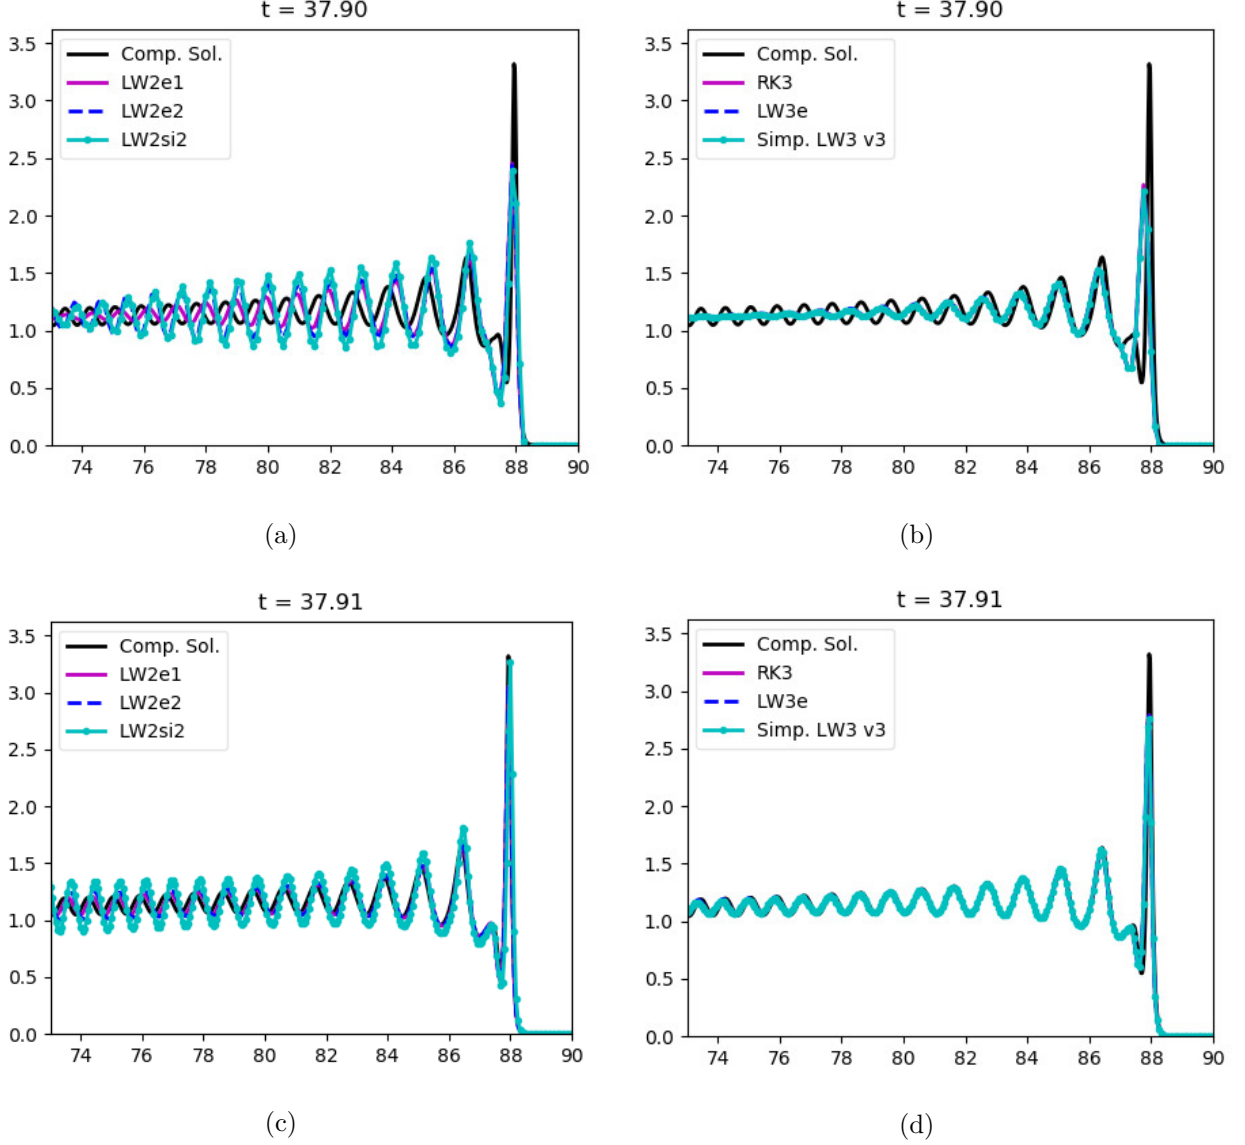 t = 37.90
3.5
3.0
2.5
2.0
1.5
1.0
0.5
0.0
Comp. Sol.
LW2e1
LW2e2
LW2si2
74 76 78 80 82 84 86 88 90
(a)
t = 37.90
3.5
3.0
2.5
2.0
1.5
1.0
0.5
0.0
Comp. Sol.
RK3
LW3e
Simp. LW3 v3
74 76 78 80 82 84 86 88 90
(b)
t = 37.91
3.5
3.0
2.5
2.0
1.5
1.0
0.5
0.0
Comp. Sol.
LW2e1
LW2e2
LW2si2
74 76 78 80 82 84 86 88 90
(c)
t = 37.91
3.5
3.0
2.5
2.0
1.5
1.0
0.5
0.0
Comp. Sol.
RK3
LW3e
Simp. LW3 v3
74 76 78 80 82 84 86 88 90
(d)